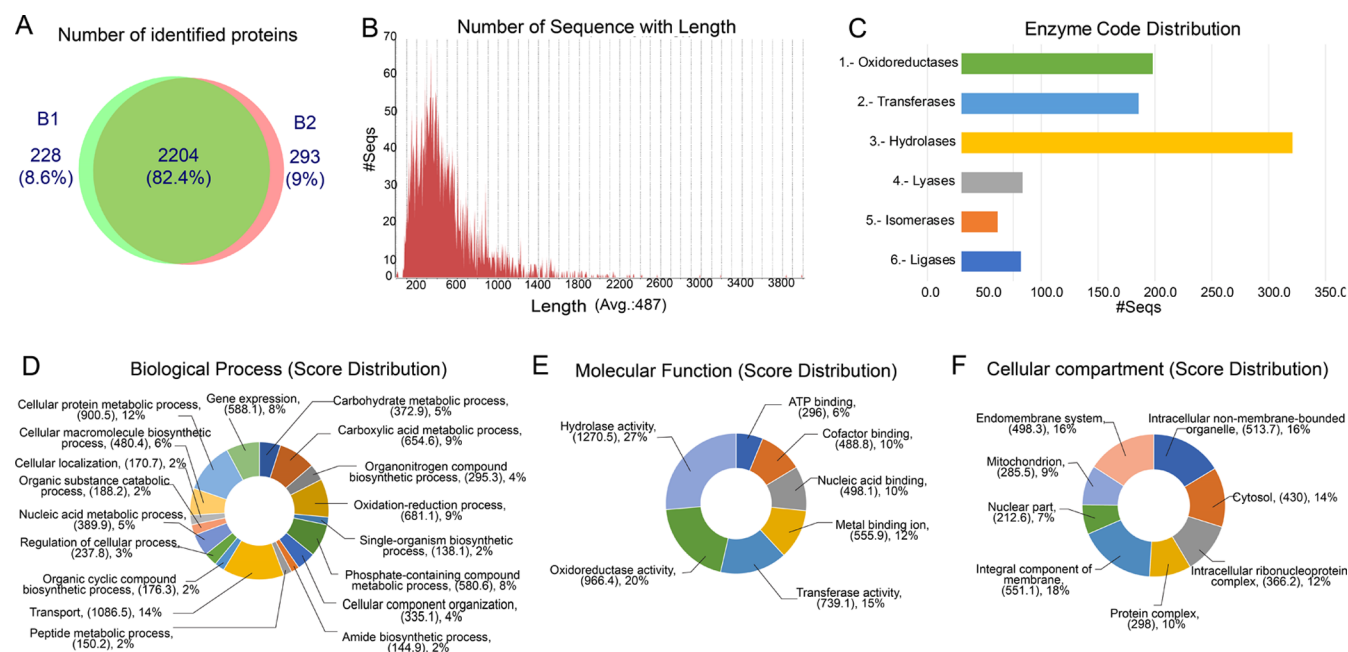 A
Number of identified proteins
B1
228
(8.6%)
2204
(82.4%)
B2
293
(9%)
B
Number of Sequence with Length
70
60
50
40
30
20
10
0
#Seqs
200 600 1000 1400 1800 2200 2600 3000 3400 3800
Length (Avg.:487)
C
Enzyme Code Distribution
1.- Oxidoreductases
2.- Transferases
3.- Hydrolases
4.- Lyases
5.- Isomerases
6.- Ligases
0.0 50.0 100.0 150.0 200.0 250.0 300.0 350.0
#Seqs
D
Biological Process (Score Distribution)
Gene expression,
(588.1), 8%
Carbohydrate metabolic process,
(372.9), 5%
Carboxylic acid metabolic process,
(654.6), 9%
Organonitrogen compound
biosynthetic process,
(295.3), 4%
Oxidation-reduction process,
(681.1), 9%
Single-organism biosynthetic
process, (138.1), 2%
Phosphate-containing compound
metabolic process, (580.6), 8%
Cellular component organization,
(335.1), 4%
Amide biosynthetic process,
(144.9), 2%
Peptide metabolic process,
(150.2), 2%
Transport, (1086.5), 14%
Organic cyclic compound
biosynthetic process,
(176.3), 2%
Regulation of cellular process,
(237.8), 3%
Nucleic acid metabolic process,
(389.9), 5%
Organic substance catabolic
process, (188.2), 2%
Cellular localization, (170.7), 2%
Cellular macromolecule biosynthetic
process, (480.4), 6%
Cellular protein metabolic process,
(900.5), 12%
E
Molecular Function (Score Distribution)
ATP binding,
(296), 6%
Cofactor binding,
(488.8), 10%
Nucleic acid binding,
(498.1), 10%
Metal binding ion,
(555.9), 12%
Transferase activity,
(739.1), 15%
Oxidoreductase activity,
(966.4), 20%
Hydrolase activity,
(1270.5), 27%
F
Cellular compartment (Score Distribution)
Intracellular non-membrane-bounded
organelle, (513.7), 16%
Cytosol, (430), 14%
Intracellular ribonucleoprotein
complex, (366.2), 12%
Protein complex,
(298), 10%
Integral component of
membrane,
(551.1), 18%
Nuclear part,
(212.6), 7%
Mitochondrion,
(285.5), 9%
Endomembrane system,
(498.3), 16%